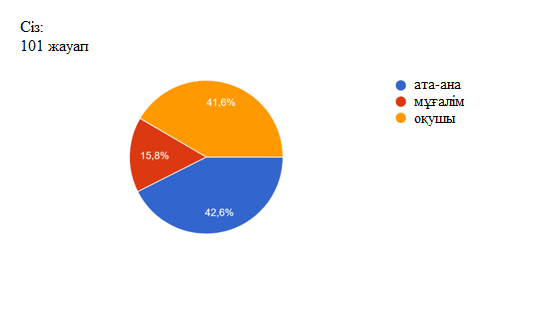 Сіз:
101 жауап
ата-ана
мұғалім
оқушы
41,6%
15,8%
42,6%